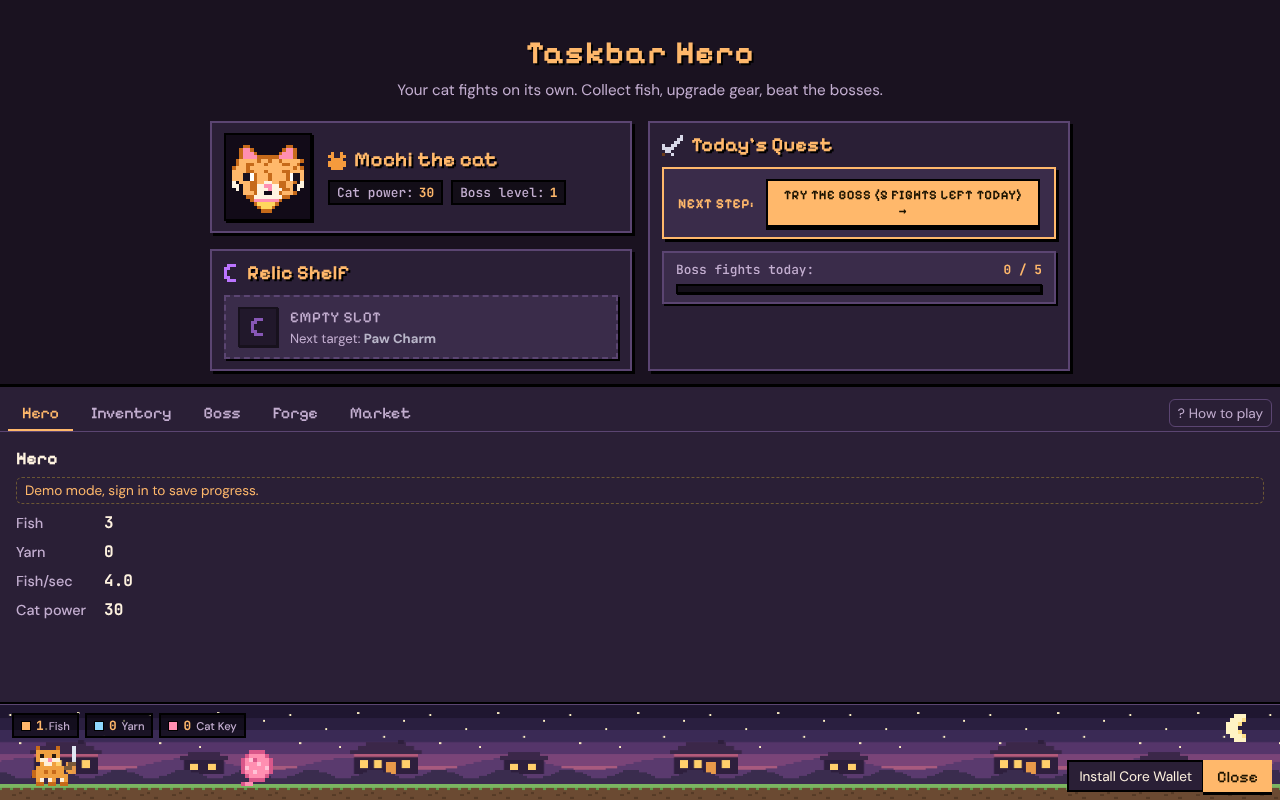 Taskbar Hero
Your cat fights on its own. Collect fish, upgrade gear, beat the bosses.
Mochi the cat
Cat power: 30
Boss level: 1
Relic Shelf
EMPTY SLOT
Next target: Paw Charm
Today's Quest
NEXT STEP:
TRY THE BOSS (5 FIGHTS LEFT TODAY)
→
Boss fights today: 0 / 5
Hero Inventory Boss Forge Market
? How to play
Hero
Demo mode, sign in to save progress.
Fish 3
Yarn 0
Fish/sec 4.0
Cat power 30
1 Fish
0 Yarn
0 Cat Key
Install Core Wallet
Close